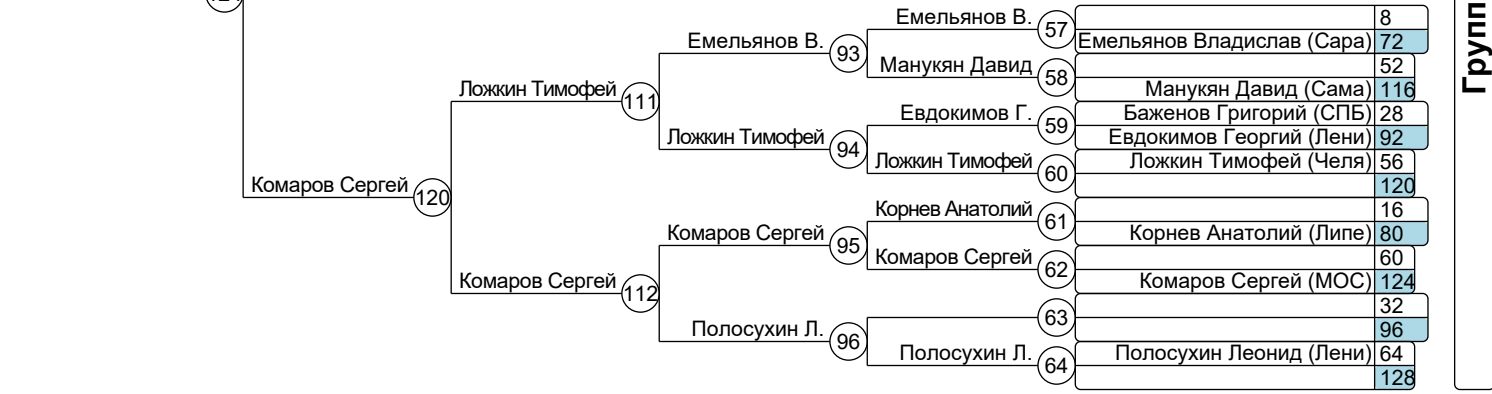 Емельянов В.
57
8
Емельянов Владислав (Сара)
72
Емельянов В.
93
Манукян Давид
58
52
Манукян Давид (Сама)
116
Ложкин Тимофей
111
Евдокимов Г.
59
Баженов Григорий (СПБ)
28
Евдокимов Георгий (Лени)
92
Ложкин Тимофей
94
Ложкин Тимофей
60
Ложкин Тимофей (Челя)
56
120
Комаров Сергей
120
Корнев Анатолий
61
16
Корнев Анатолий (Липе)
80
Комаров Сергей
95
Комаров Сергей
62
60
Комаров Сергей (МОС)
124
Комаров Сергей
112
63
32
96
Полосухин Л.
96
Полосухин Л.
64
Полосухин Леонид (Лени)
64
128
Групп